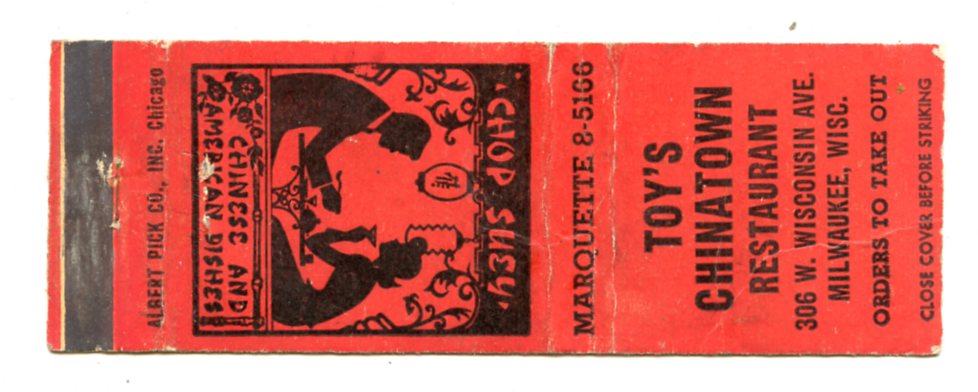 ALBERT PICK CO., INC. Chicago
CHOP SUEY
CHINESE AND
AMERICAN DISHES
MARQUETTE 8-5166
TOY'S
CHINATOWN
RESTAURANT
306 W. WISCONSIN AVE.
MILWAUKEE, WISC.
ORDERS TO TAKE OUT
CLOSE COVER BEFORE STRIKING